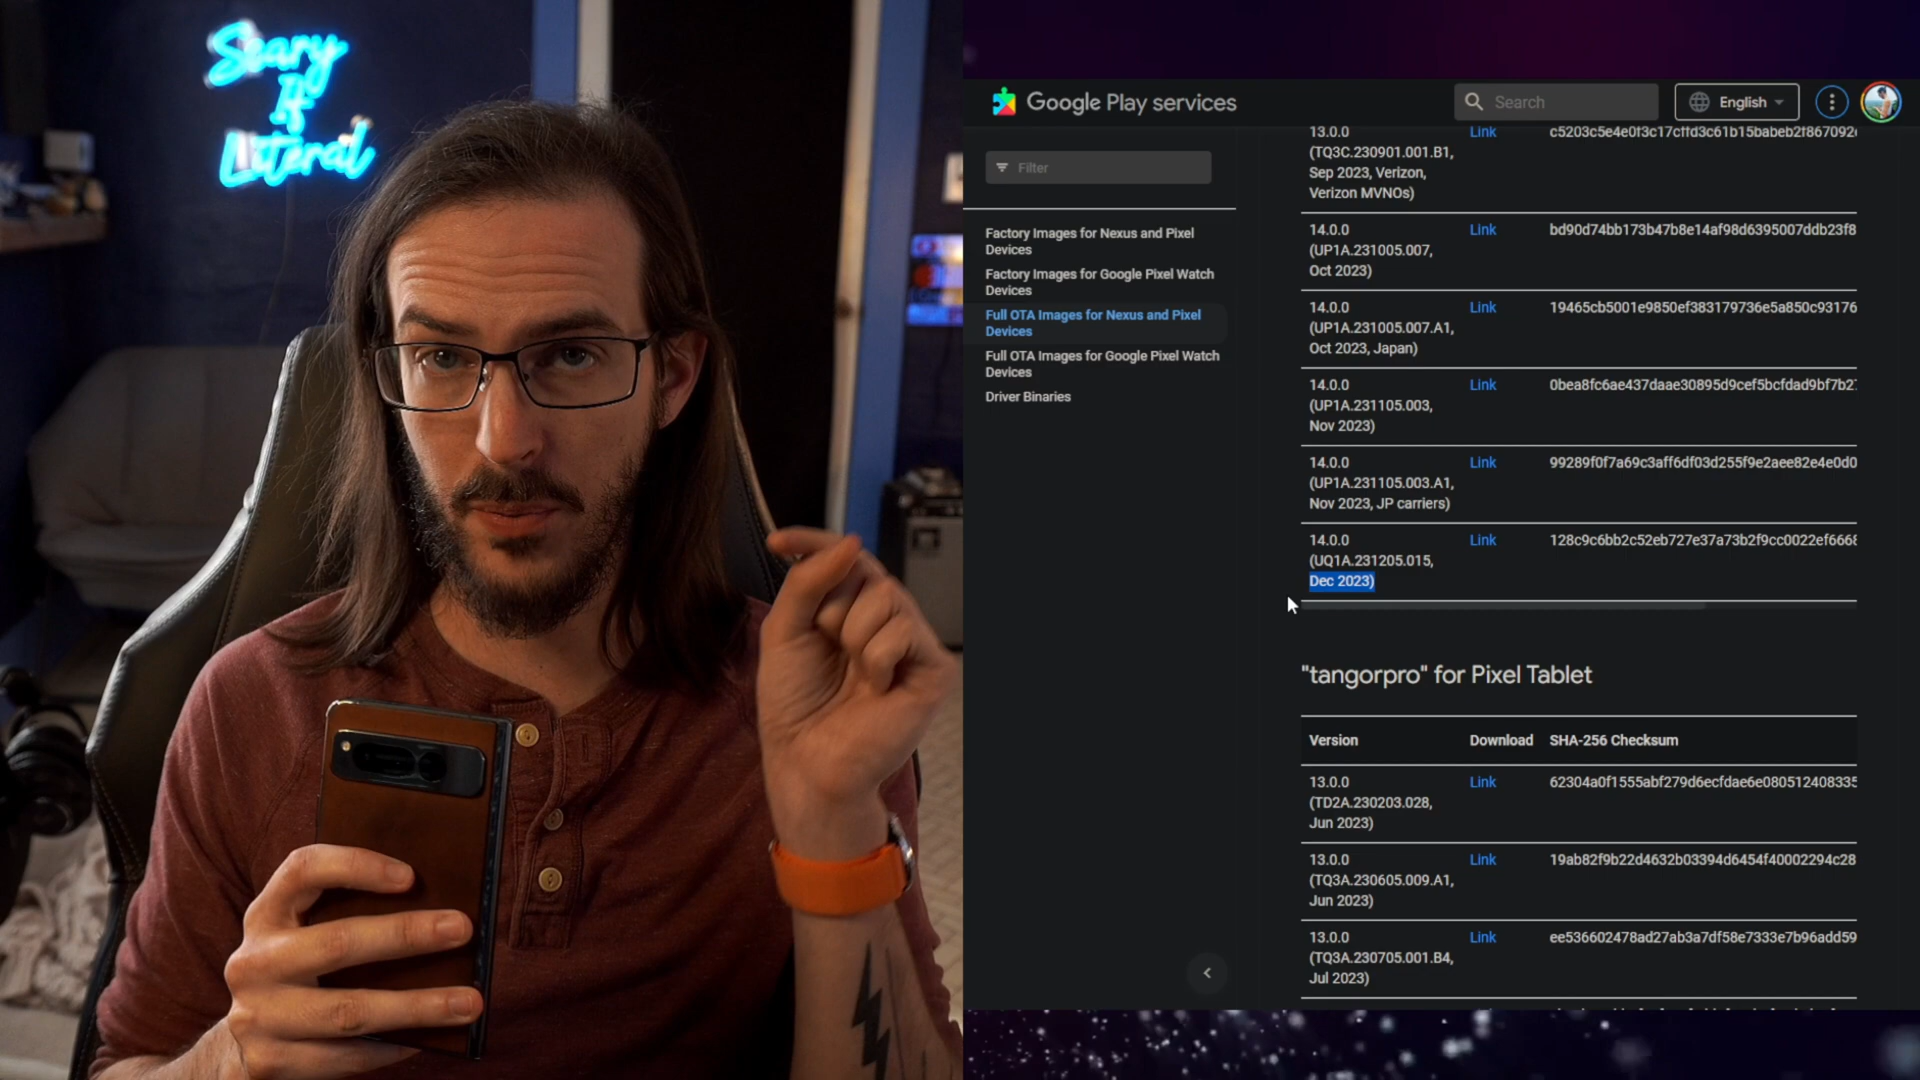 Scary
If
Literal
Google Play services
Search
English
Filter
Factory Images for Nexus and Pixel
Devices
Factory Images for Google Pixel Watch
Devices
Full OTA Images for Nexus and Pixel
Devices
Full OTA Images for Google Pixel Watch
Devices
Driver Binaries
13.0.0
(TQ3C.230901.001.B1,
Sep 2023, Verizon,
Verizon MVNOs)
Link
c5203c5e4e0f3c17cffd3c61b15babeb2f867092
14.0.0
(UP1A.231005.007,
Oct 2023)
Link
bd90d74bb173b47b8e14af98d6395007ddb23f8
14.0.0
(UP1A.231005.007.A1,
Oct 2023, Japan)
Link
19465cb5001e9850ef383179736e5a850c93176
14.0.0
(UP1A.231105.003,
Nov 2023)
Link
0bea8fc6ae437daae30895d9cef5bcfdad9bf7b2
14.0.0
(UP1A.231105.003.A1,
Nov 2023, JP carriers)
Link
99289f0f7a69c3aff6df03d255f9e2aee82e4e0d0
14.0.0
(UQ1A.231205.015,
Dec 2023)
Link
128c9c6bb2c52eb727e37a73b2f9cc0022ef6668
"tangorpro" for Pixel Tablet
Version Download SHA-256 Checksum
13.0.0
(TD2A.230203.028,
Jun 2023)
Link
62304a0f1555abf279d6ecfdae6e080512408335
13.0.0
(TQ3A.230605.009.A1,
Jun 2023)
Link
19ab82f9b22d4632b03394d6454f40002294c28
13.0.0
(TQ3A.230705.001.B4,
Jul 2023)
Link
ee536602478ad27ab3a7df58e7333e7b96add59